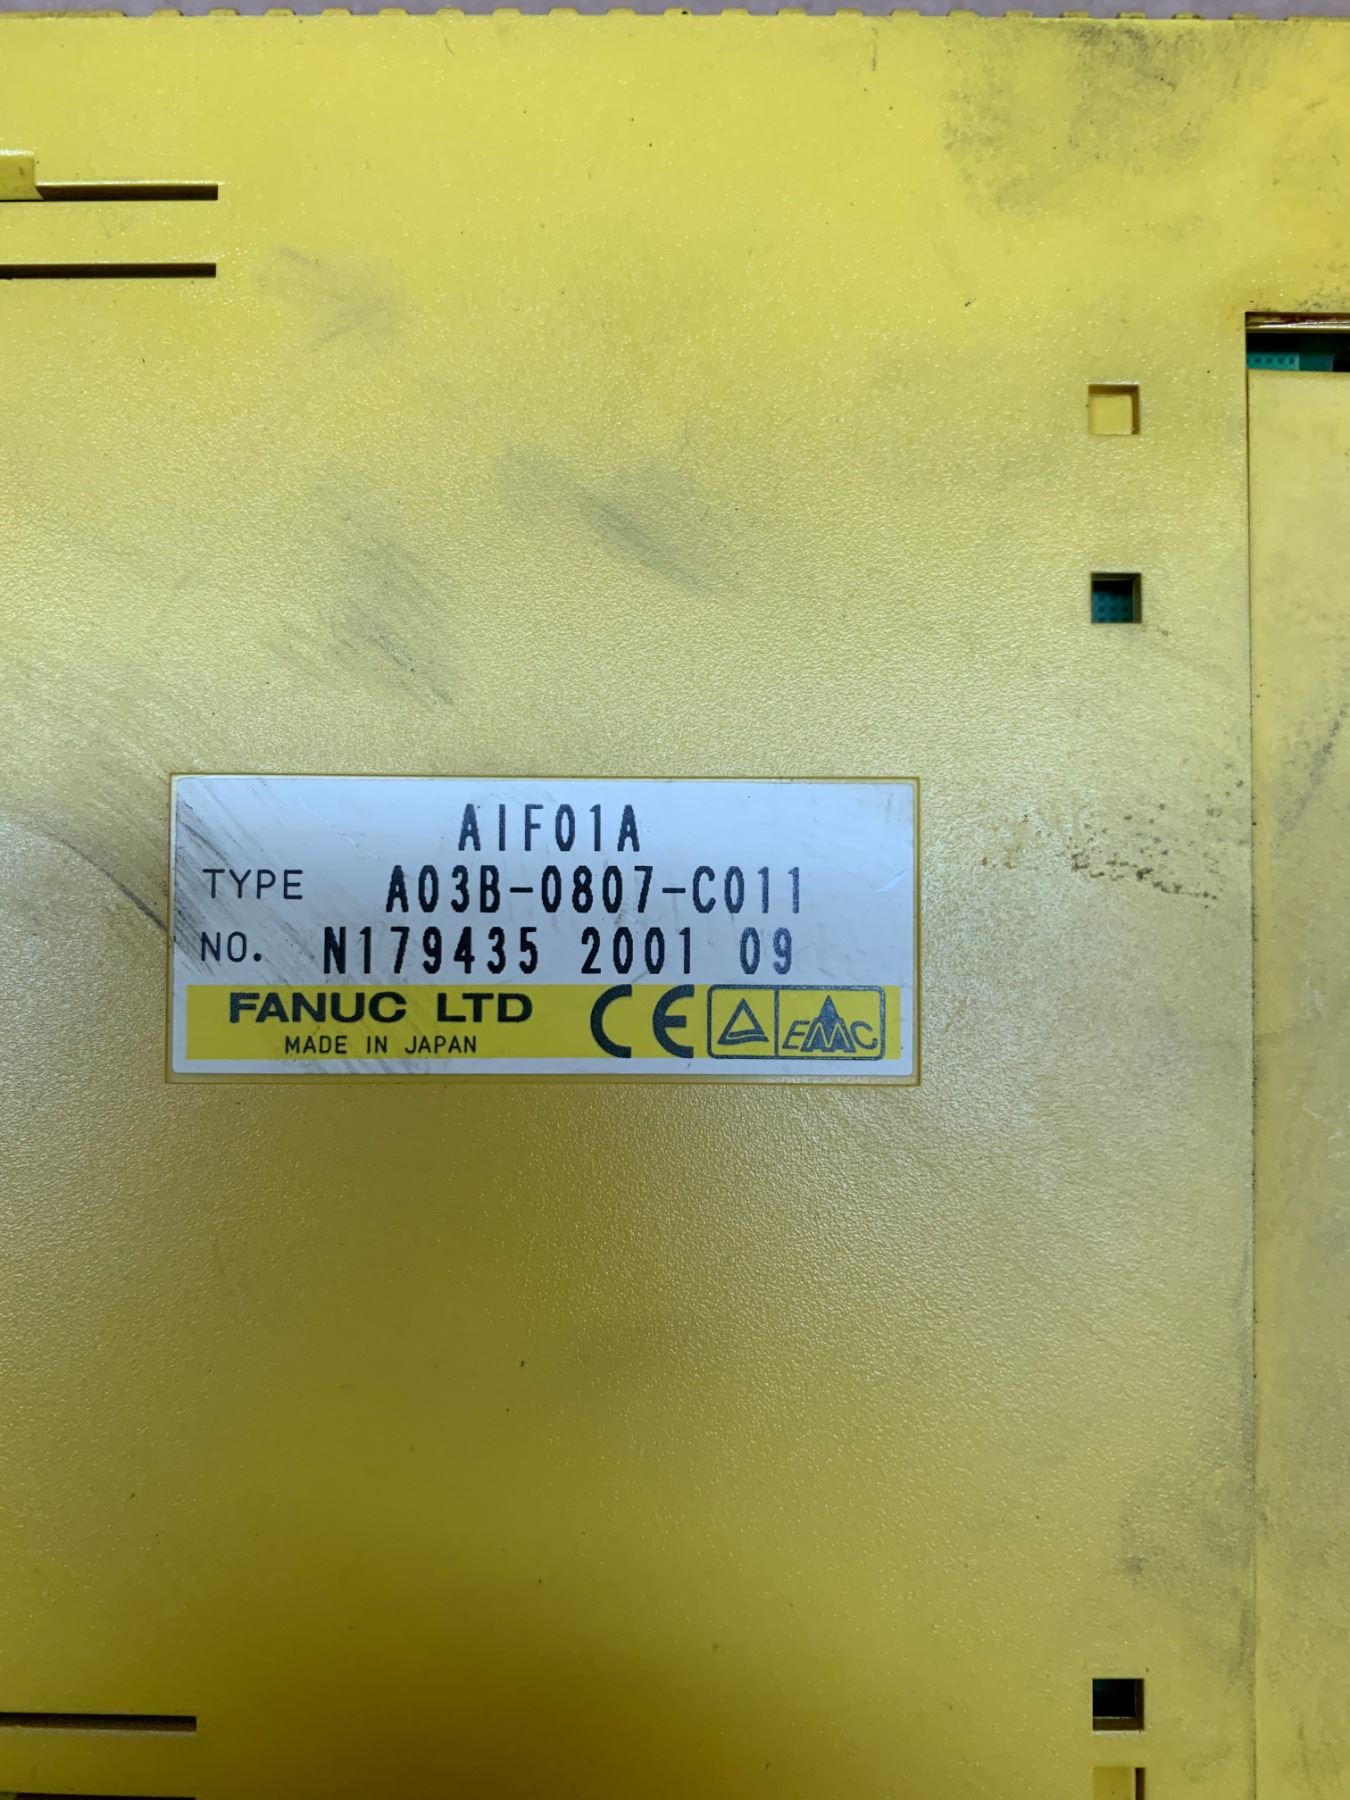 AIF01A
TYPE A03B-0807-C011
NO. N179435 2001 09
FANUC LTD CE EMC
MADE IN JAPAN